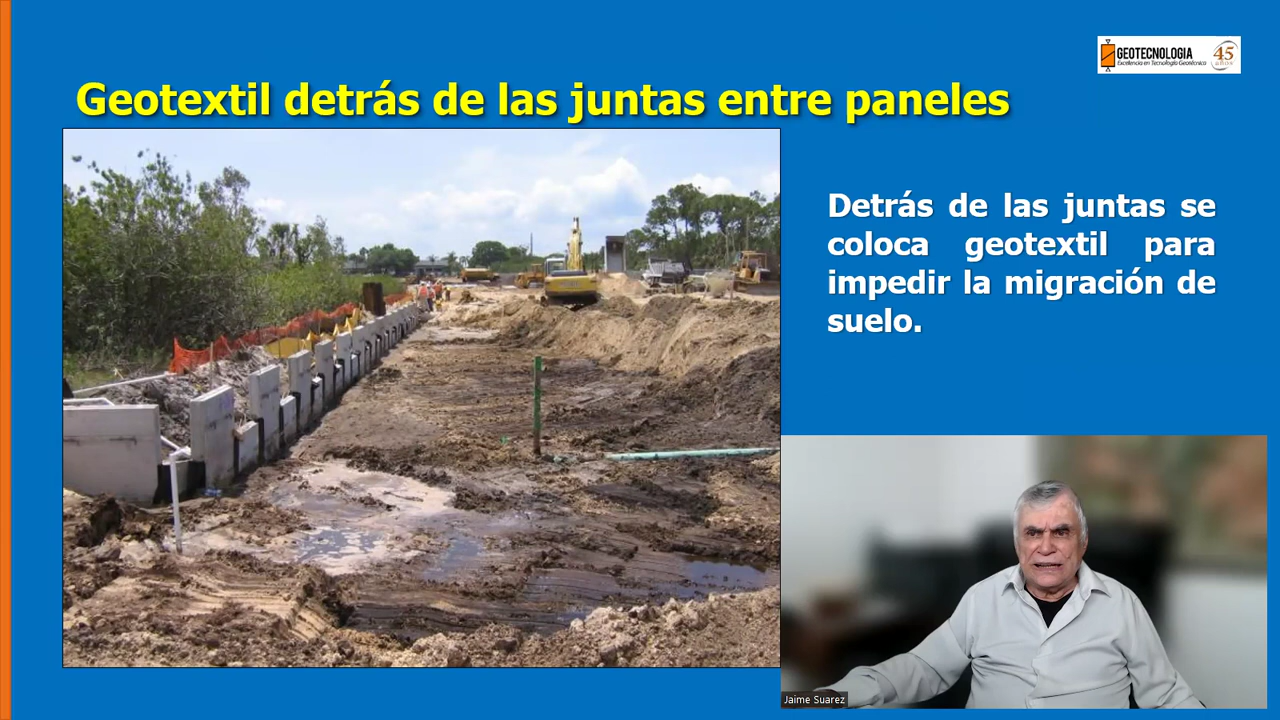 GEOTECNOLOGIA
Excelencia en Tecnología Geotécnica
45
años
Geotextil detrás de las juntas entre paneles
Detrás de las juntas se
coloca geotextil para
impedir la migración de
suelo.
Jaime Suarez